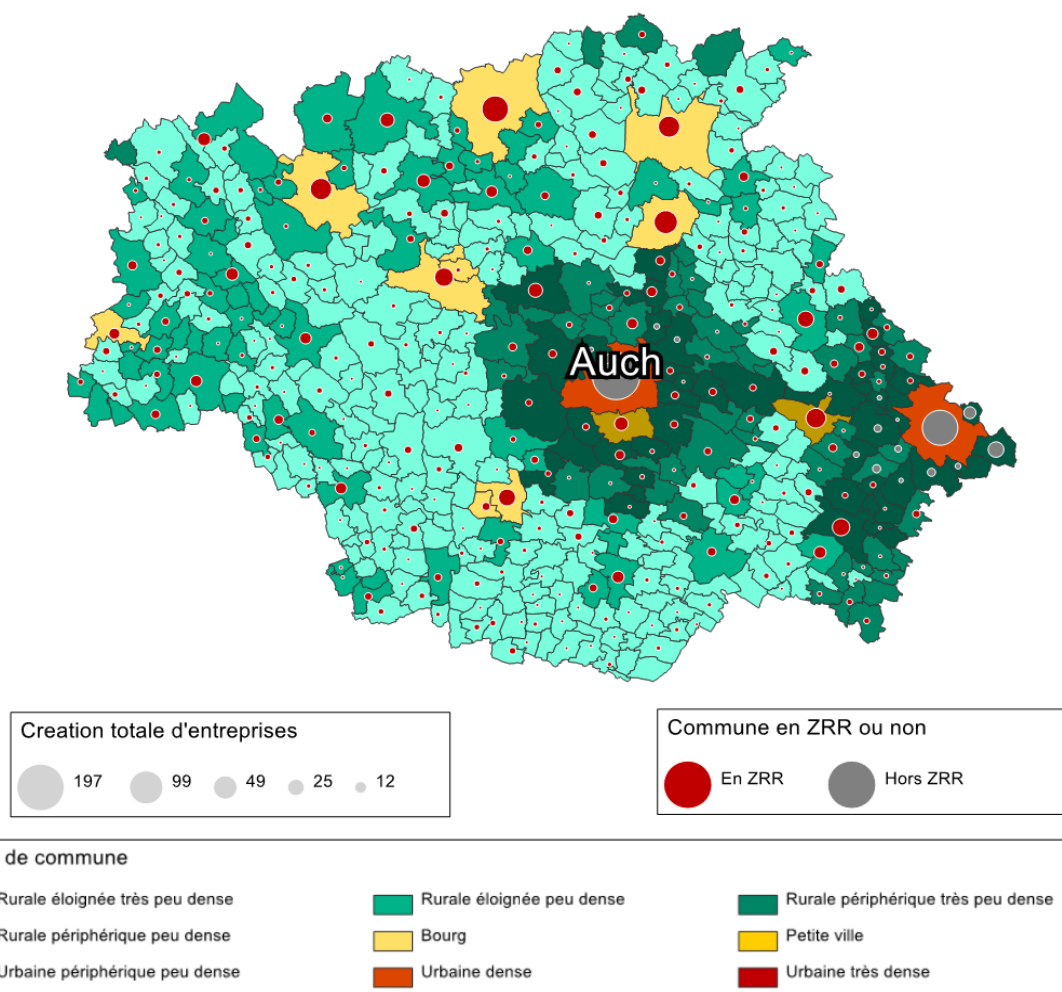 Auch
Creation totale d'entreprises
197 99 49 25 12
Commune en ZRR ou non
En ZRR Hors ZRR
de commune
Rurale éloignée très peu dense Rurale éloignée peu dense Rurale périphérique très peu dense
Rurale périphérique peu dense Bourg Petite ville
Urbaine périphérique peu dense Urbaine dense Urbaine très dense